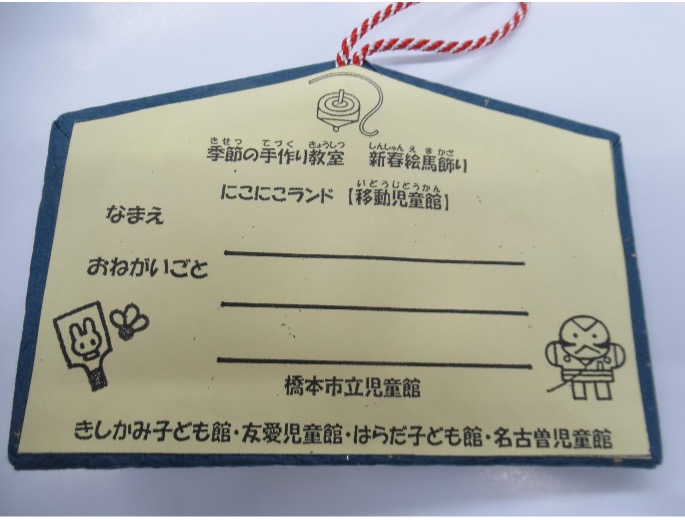 季節の手作り教室 新春絵馬飾り
にこにこランド【移動児童館】
なまえ
おねがいごと
橋本市立児童館
きしかみ子ども館・友愛児童館・はらだ子ども館・名古曽児童館